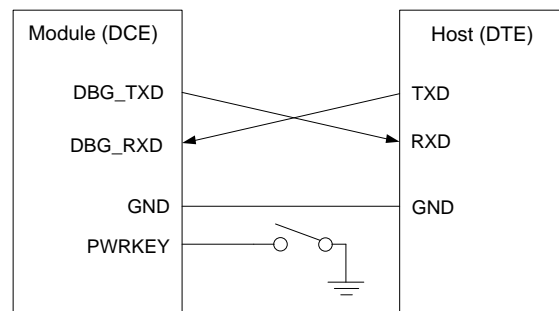 Module (DCE)
Host (DTE)
DBG_TXD
TXD
DBG_RXD
RXD
GND
GND
PWRKEY